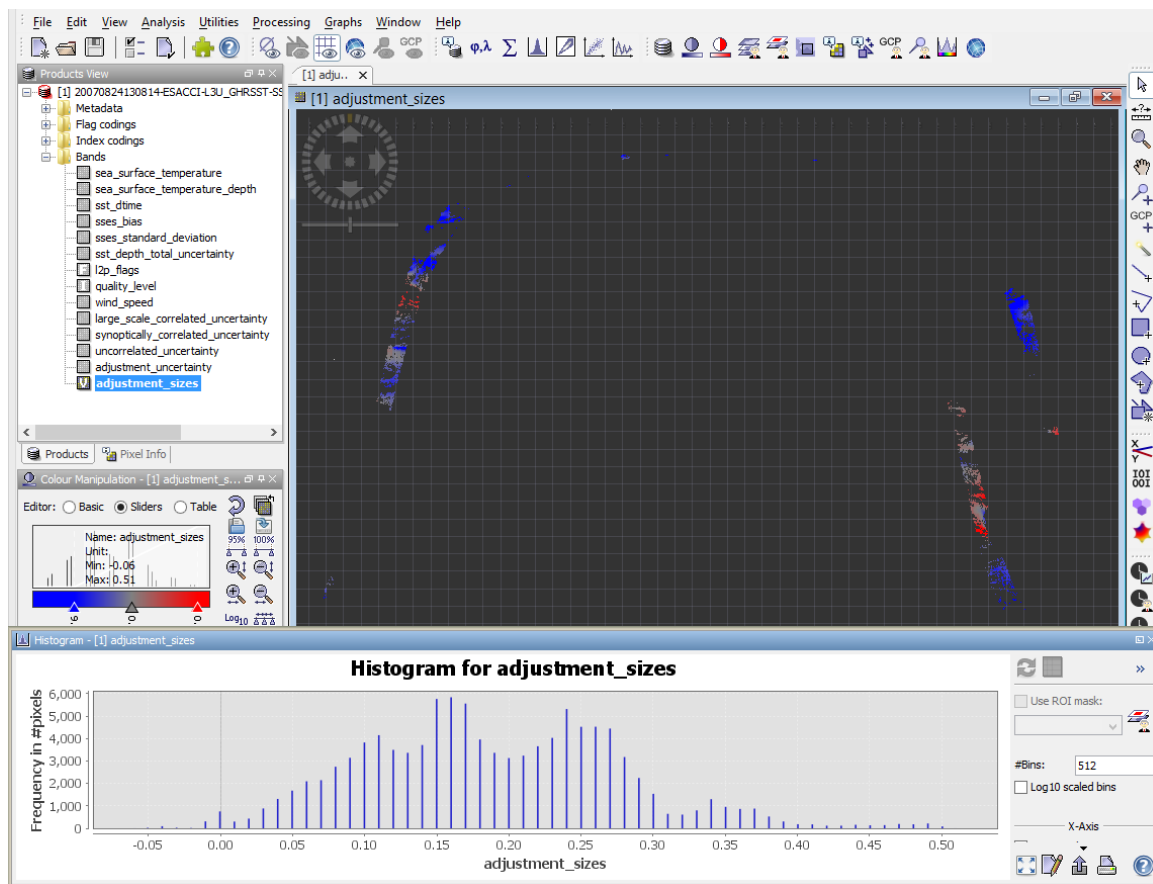 File Edit View Analysis Utilities Processing Graphs Window Help
GCP φ,λ Σ GCP
Products View
[1] adju.. x
[1] 20070824130814-ESACCI-L3U_GHRSST-SS
[1] adjustment_sizes
Metadata
Flag codings
Index codings
Bands
sea_surface_temperature
sea_surface_temperature_depth
sst_dtime
sses_bias
sses_standard_deviation
sst_depth_total_uncertainty
l2p_flags
quality_level
wind_speed
large_scale_correlated_uncertainty
synoptically_correlated_uncertainty
uncorrelated_uncertainty
adjustment_uncertainty
adjustment_sizes
GCP
X
Y
IOI
OOI
Products Pixel Info
Colour Manipulation - [1] adjustment_s...
Editor: Basic Sliders Table
95% 100%
Name: adjustment_sizes
Unit:
Min: -0.06
Max: 0.51
Log10
Histogram - [1] adjustment_sizes
Histogram for adjustment_sizes
Frequency in #pixels
6,000
5,000
4,000
3,000
2,000
1,000
0
-0.05 0.00 0.05 0.10 0.15 0.20 0.25 0.30 0.35 0.40 0.45 0.50
adjustment_sizes
»
Use ROI mask:
#Bins: 512
Log10 scaled bins
X-Axis